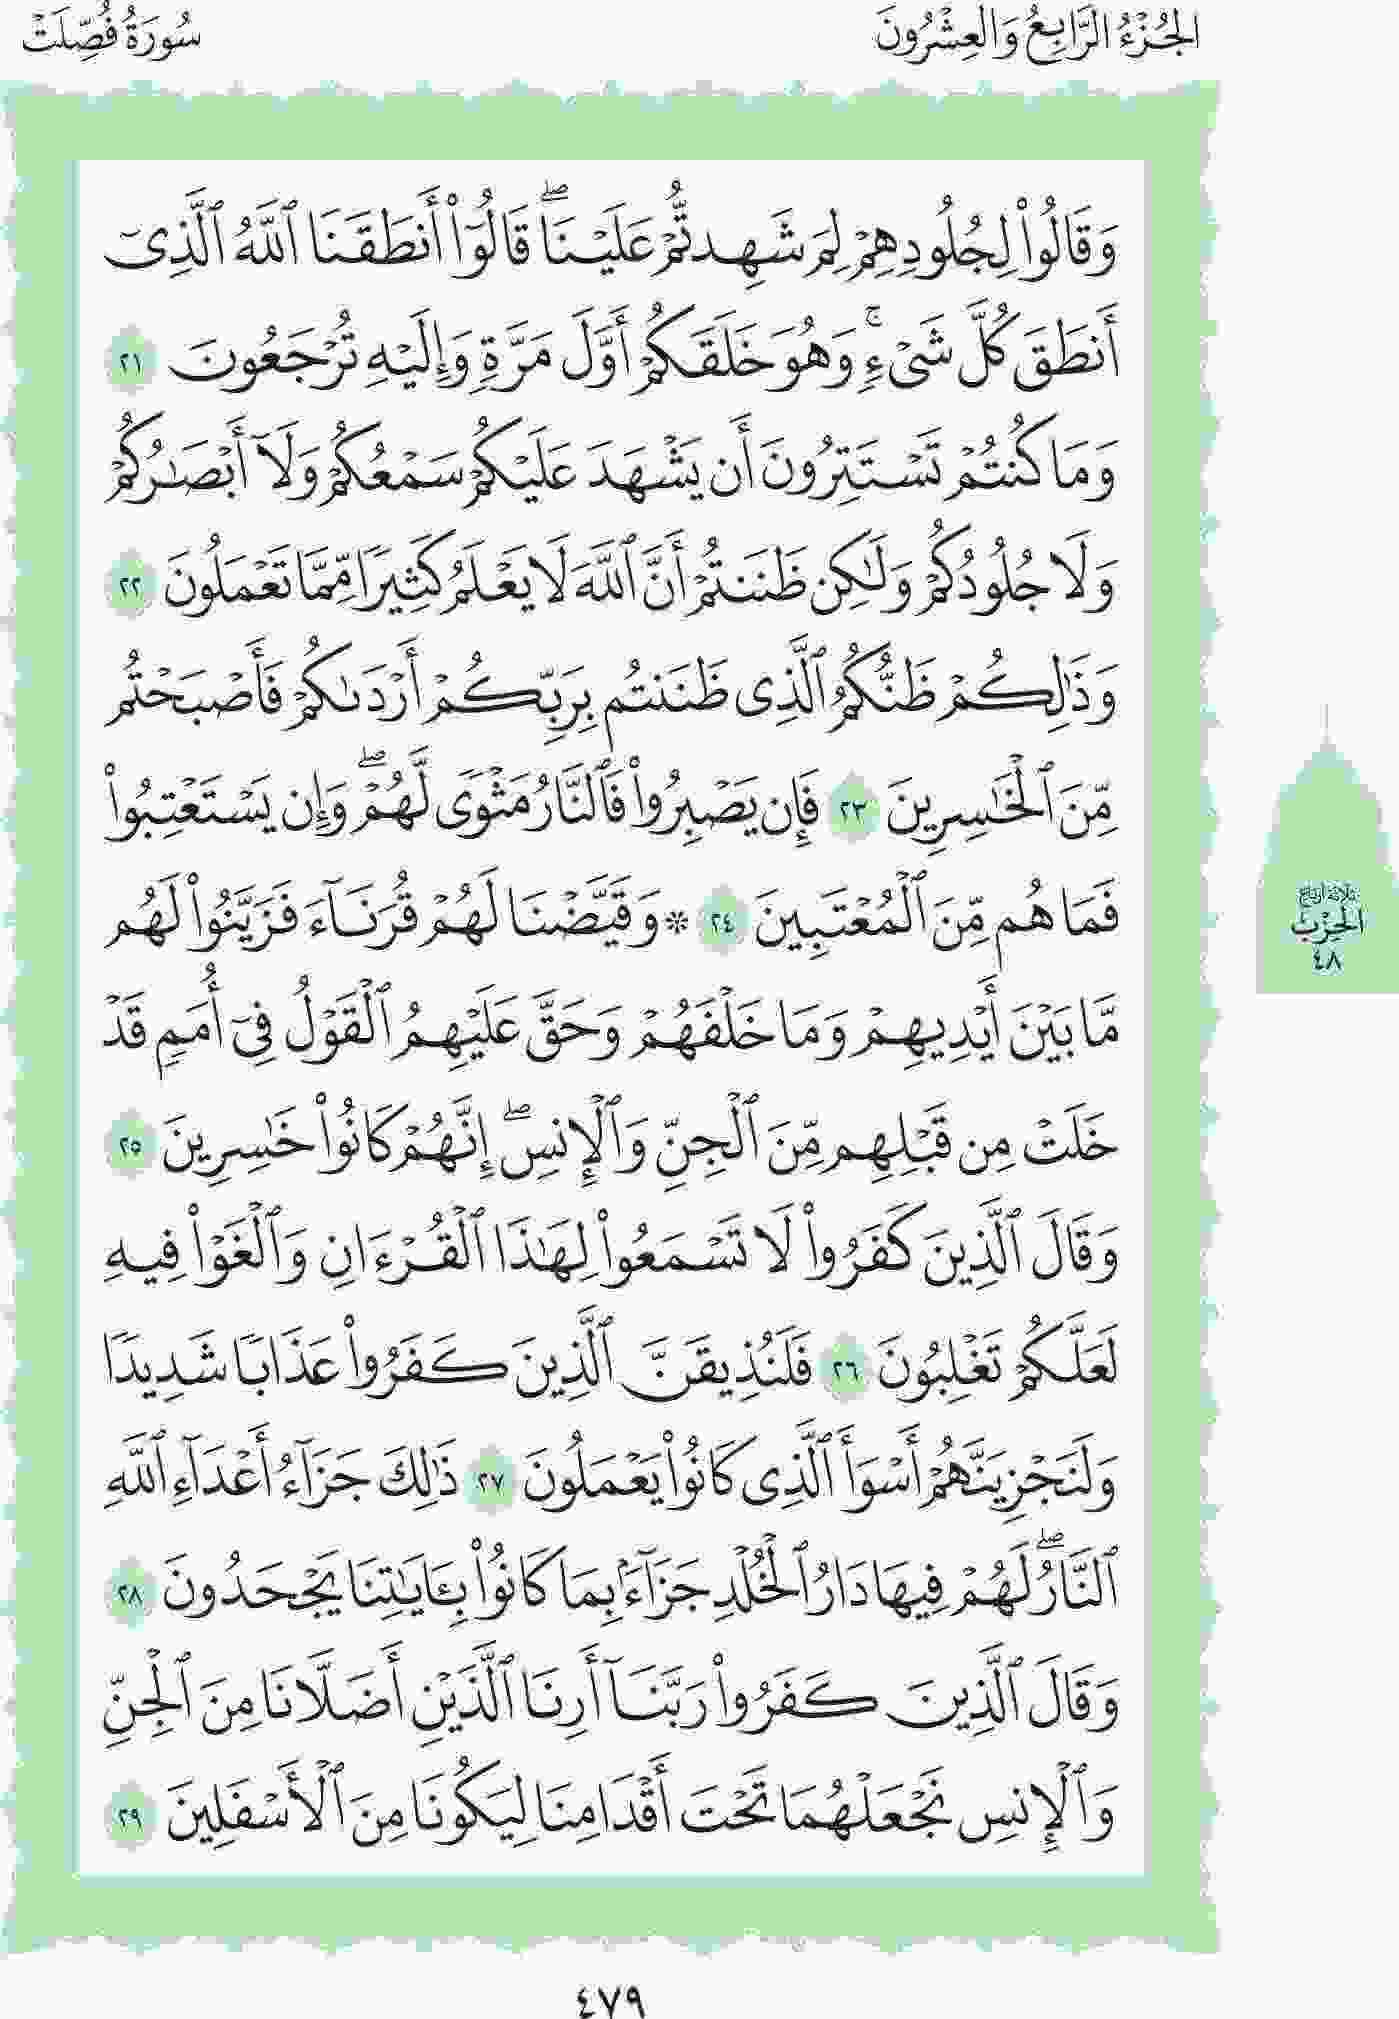 الجُزْءُ الرَّابِعُ وَالعِشْرُونَ
سُورَةُ فُصِّلَتْ
وَقَالُوا۟ لِجُلُودِهِمْ لِمَ شَهِدتُّمْ عَلَيْنَا ۖ قَالُوٓا۟ أَنطَقَنَا ٱللَّهُ ٱلَّذِىٓ
أَنطَقَ كُلَّ شَىْءٍ ۚ وَهُوَ خَلَقَكُمْ أَوَّلَ مَرَّةٍ وَإِلَيْهِ تُرْجَعُونَ ٢١
وَمَا كُنتُمْ تَسْتَتِرُونَ أَن يَشْهَدَ عَلَيْكُمْ سَمْعُكُمْ وَلَآ أَبْصَـٰرُكُمْ
وَلَا جُلُودُكُمْ وَلَـٰكِن ظَنَنتُمْ أَنَّ ٱللَّهَ لَا يَعْلَمُ كَثِيرًا مِّمَّا تَعْمَلُونَ ٢٢
وَذَٰلِكُمْ ظَنُّكُمُ ٱلَّذِى ظَنَنتُم بِرَبِّكُمْ أَرْدَىٰكُمْ فَأَصْبَحْتُم
مِّنَ ٱلْخَـٰسِرِينَ ٢٣ فَإِن يَصْبِرُوا۟ فَٱلنَّارُ مَثْوًى لَّهُمْ ۖ وَإِن يَسْتَعْتِبُوا۟
فَمَا هُم مِّنَ ٱلْمُعْتَبِينَ ٢٤ * وَقَيَّضْنَا لَهُمْ قُرَنَآءَ فَزَيَّنُوا۟ لَهُم
مَّا بَيْنَ أَيْدِيهِمْ وَمَا خَلْفَهُمْ وَحَقَّ عَلَيْهِمُ ٱلْقَوْلُ فِىٓ أُمَمٍ قَدْ
خَلَتْ مِن قَبْلِهِم مِّنَ ٱلْجِنِّ وَٱلْإِنسِ ۖ إِنَّهُمْ كَانُوا۟ خَـٰسِرِينَ ٢٥
وَقَالَ ٱلَّذِينَ كَفَرُوا۟ لَا تَسْمَعُوا۟ لِهَـٰذَا ٱلْقُرْءَانِ وَٱلْغَوْا۟ فِيهِ
لَعَلَّكُمْ تَغْلِبُونَ ٢٦ فَلَنُذِيقَنَّ ٱلَّذِينَ كَفَرُوا۟ عَذَابًا شَدِيدًا
وَلَنَجْزِيَنَّهُمْ أَسْوَأَ ٱلَّذِى كَانُوا۟ يَعْمَلُونَ ٢٧ ذَٰلِكَ جَزَآءُ أَعْدَآءِ ٱللَّهِ
ٱلنَّارُ ۖ لَهُمْ فِيهَا دَارُ ٱلْخُلْدِ جَزَآءًۢ بِمَا كَانُوا۟ بِـَٔايَـٰتِنَا يَجْحَدُونَ ٢٨
وَقَالَ ٱلَّذِينَ كَفَرُوا۟ رَبَّنَآ أَرِنَا ٱلَّذَيْنِ أَضَلَّانَا مِنَ ٱلْجِنِّ
وَٱلْإِنسِ نَجْعَلْهُمَا تَحْتَ أَقْدَامِنَا لِيَكُونَا مِنَ ٱلْأَسْفَلِينَ ٢٩
ثلاثة أرباع
الحِزْب
٤٨
٤٧٩